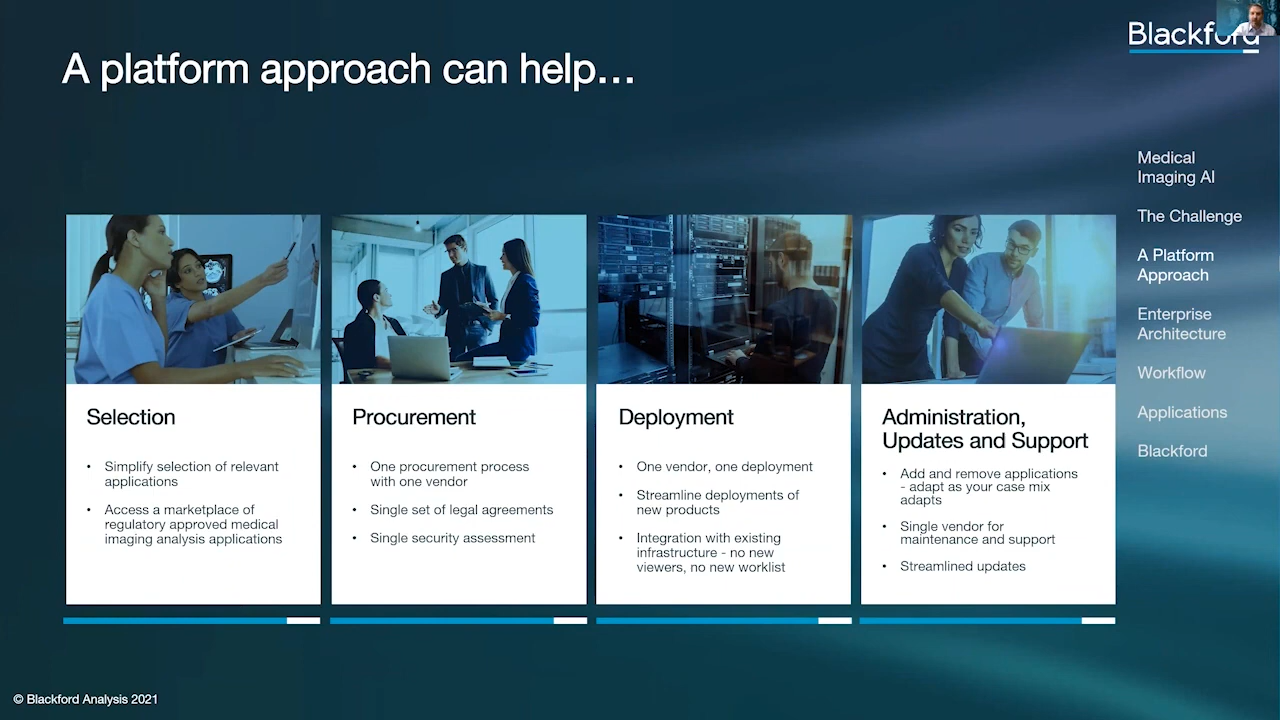 A platform approach can help...
Blackford
Medical
Imaging AI
The Challenge
A Platform
Approach
Enterprise
Architecture
Workflow
Applications
Blackford
Selection
• Simplify selection of relevant
applications
• Access a marketplace of
regulatory approved medical
imaging analysis applications
Procurement
• One procurement process
with one vendor
• Single set of legal agreements
• Single security assessment
Deployment
• One vendor, one deployment
• Streamline deployments of
new products
• Integration with existing
infrastructure - no new
viewers, no new worklist
Administration,
Updates and Support
• Add and remove applications
- adapt as your case mix
adapts
• Single vendor for
maintenance and support
• Streamlined updates
© Blackford Analysis 2021